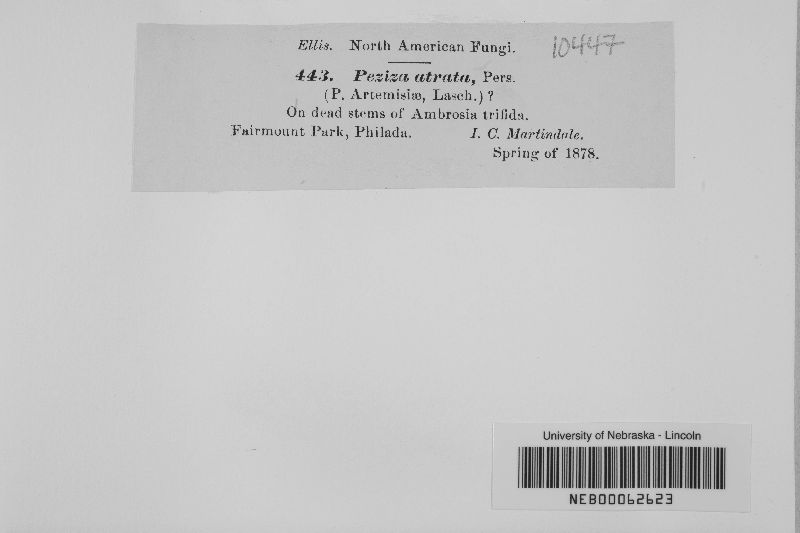 Ellis. North American Fungi.
10447
443. Peziza atrata, Pers.
(P. Artemisiæ, Lasch.) ?
On dead stems of Ambrosia trifida.
Fairmount Park, Philada. I. C. Martindale.
Spring of 1878.
University of Nebraska - Lincoln
NEB00062623